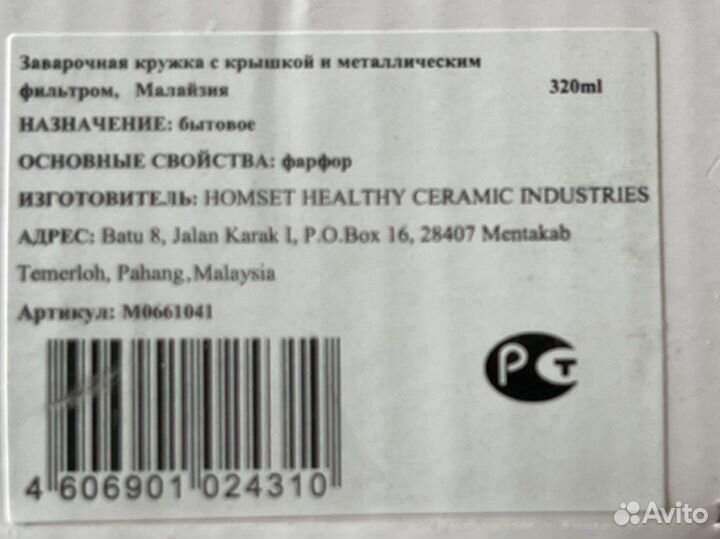 Заварочная кружка с крышкой и металлическим
фильтром, Малайзия 320ml
НАЗНАЧЕНИЕ: бытовое
ОСНОВНЫЕ СВОЙСТВА: фарфор
ИЗГОТОВИТЕЛЬ: HOMSET HEALTHY CERAMIC INDUSTRIES
АДРЕС: Batu 8, Jalan Karak I, P.O.Box 16, 28407 Mentakab
Temerloh, Pahang,Malaysia
Артикул: M0661041
РСТ
4 606901 024310
Avito